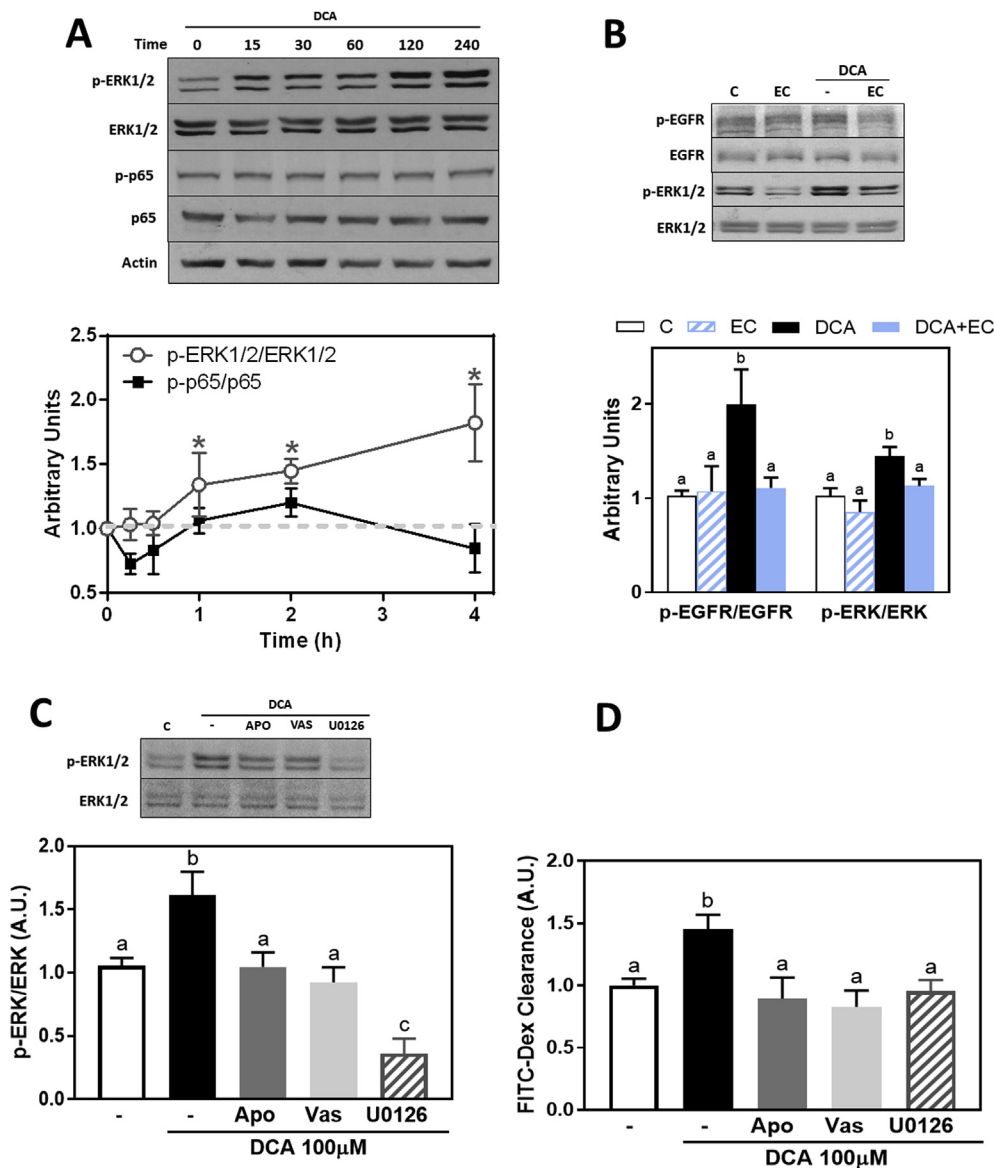 A
DCA
Time 0 15 30 60 120 240
p-ERK1/2
ERK1/2
p-p65
p65
Actin
2.5
2.0
1.5
1.0
0.5
Arbitrary Units
p-ERK1/2/ERK1/2
p-p65/p65
* * *
0 1 2 3 4
Time (h)
B
DCA
C EC - EC
p-EGFR
EGFR
p-ERK1/2
ERK1/2
C EC DCA DCA+EC
Arbitrary Units
2
1
0
a a b a a a b a
p-EGFR/EGFR p-ERK/ERK
C
DCA
C - APO VAS U0126
p-ERK1/2
ERK1/2
p-ERK/ERK (A.U.)
2.0
1.5
1.0
0.5
0.0
a b a a c
- - Apo Vas U0126
DCA 100µM
D
FITC-Dex Clearance (A.U.)
2.0
1.5
1.0
0.5
0.0
a b a a a
- - Apo Vas U0126
DCA 100µM